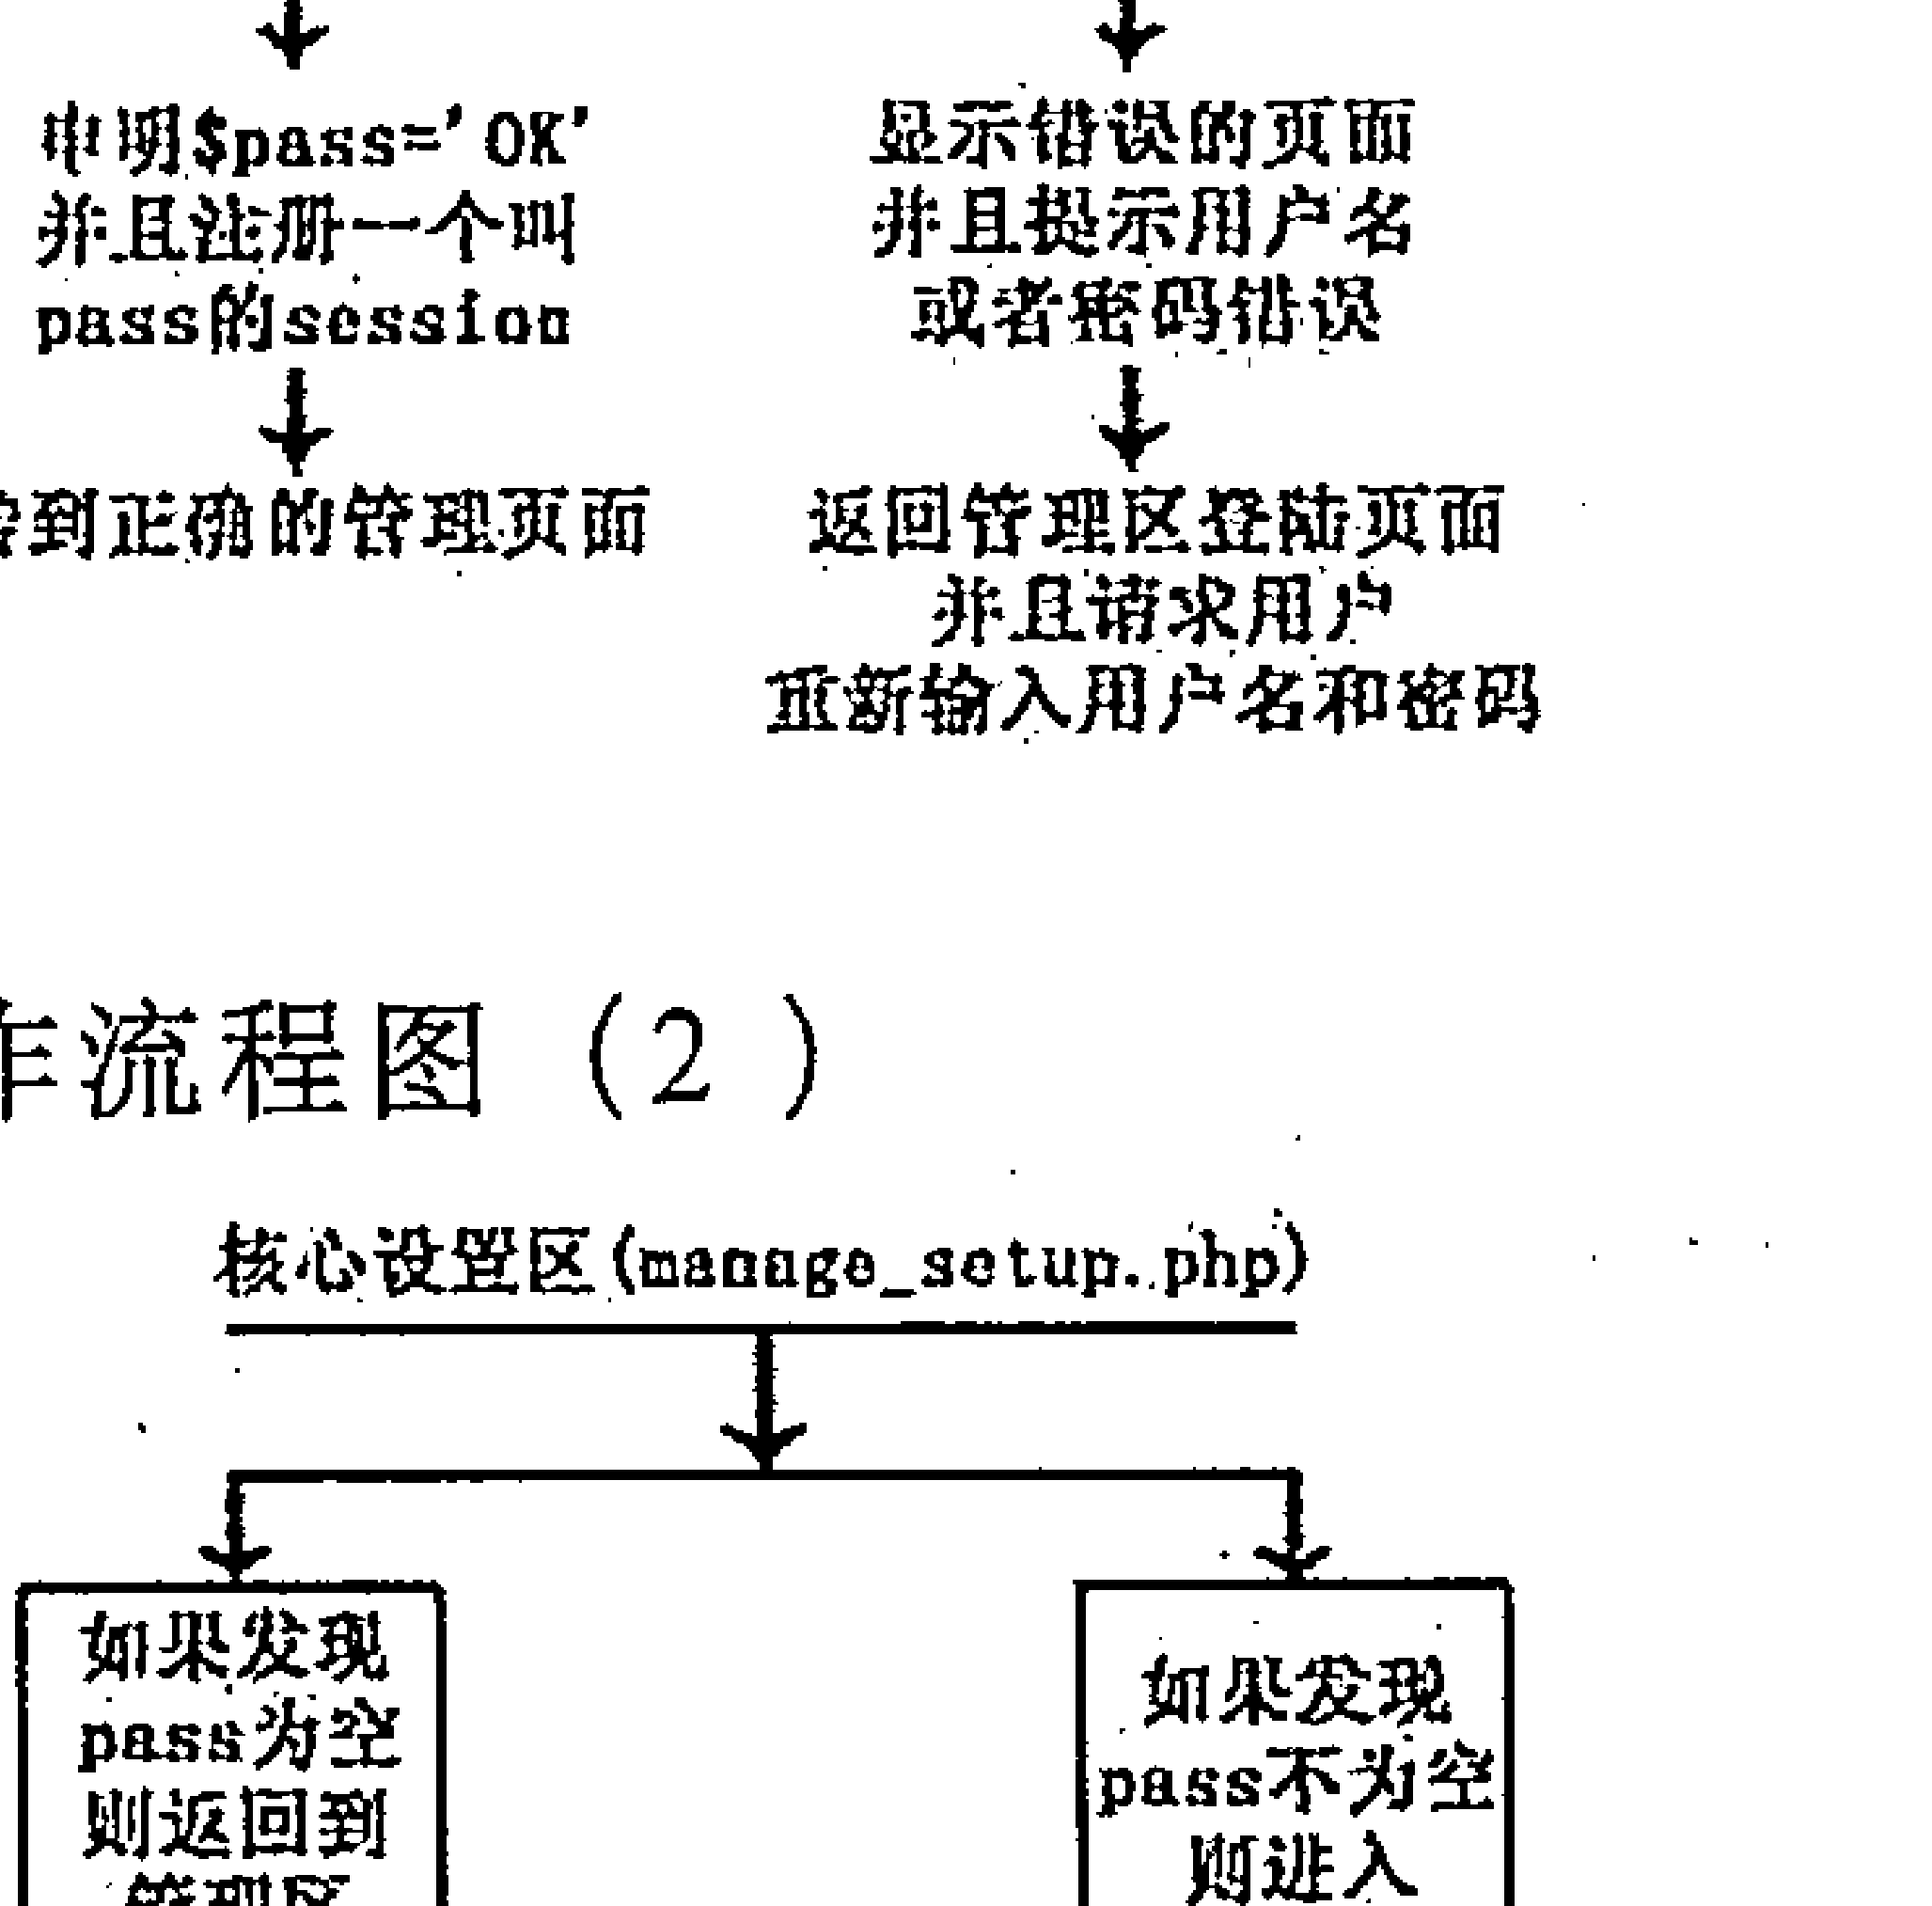 申明$pass='OK'
并且注册一个叫
pass的session
到正确的管理页面
显示错误的页面
并且提示用户名
或者密码错误
返回管理区登陆页面
并且请求用户
重新输入用户名和密码
作流程图（2）
核心设置区(manage_setup.php)
如果发现
pass为空
则返回到
管理区
如果发现
pass不为空
则进入